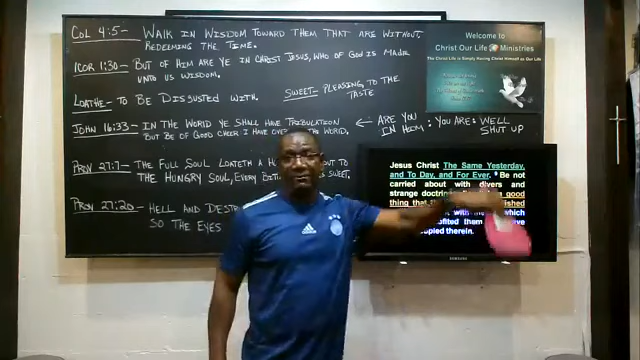 COL 4:5- WALK IN WISDOM TOWARD THEM THAT ARE WITHOUT,
REDEEMING THE TIME.
1COR 1:30- BUT OF HIM ARE YE IN CHRIST JESUS, WHO OF GOD IS MADE
UNTO US WISDOM.
LOATHE- TO BE DISGUSTED WITH. SWEET- PLEASING TO THE
TASTE
JOHN 16:33- IN THE WORLD YE SHALL HAVE TRIBULATION
BUT BE OF GOOD CHEER I HAVE THE WORLD,
← ARE YOU IN HIM : YOU ARE: WELL SHUT UP
PROV 27:7- THE FULL SOUL LOATETH A TO
THE HUNGRY SOUL, EVERY SWEET.
PROV 27:20- HELL AND
SO THE EYES
Welcome to
Christ Our Life Ministries
The Christ Life is Simply Having Christ Himself as Our Life
Jesus Christ The Same Yesterday,
and To Day, and For Ever. 9 Be not
carried about with divers and
strange good
thing that
with which
them
therein.
SAMSUNG
adidas